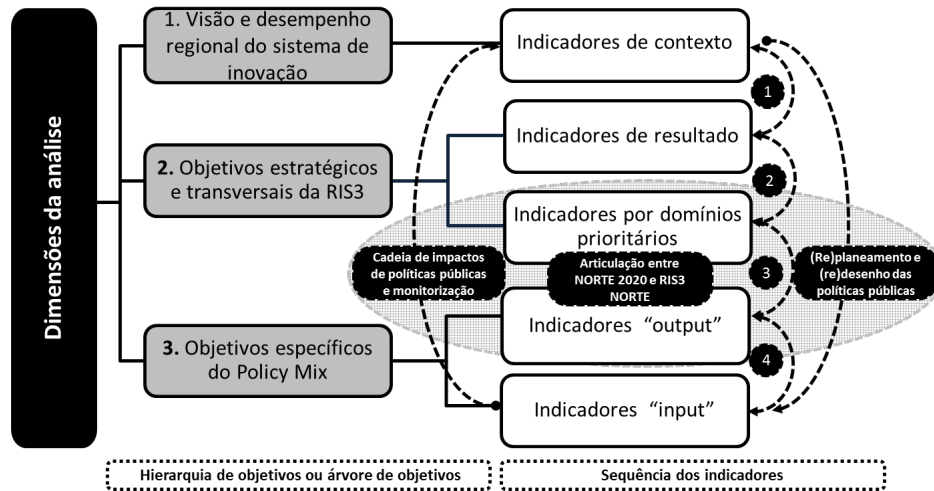 Dimensões da análise
1. Visão e desempenho
regional do sistema de
inovação
2. Objetivos estratégicos
e transversais da RIS3
3. Objetivos específicos
do Policy Mix
Indicadores de contexto
Indicadores de resultado
Indicadores por domínios
prioritários
Indicadores “output”
Indicadores “input”
Cadeia de impactos
de políticas públicas
e monitorização
Articulação entre
NORTE 2020 e RIS3
NORTE
(Re)planeamento e
(re)desenho das
políticas públicas
1
2
3
4
Hierarquia de objetivos ou árvore de objetivos
Sequência dos indicadores